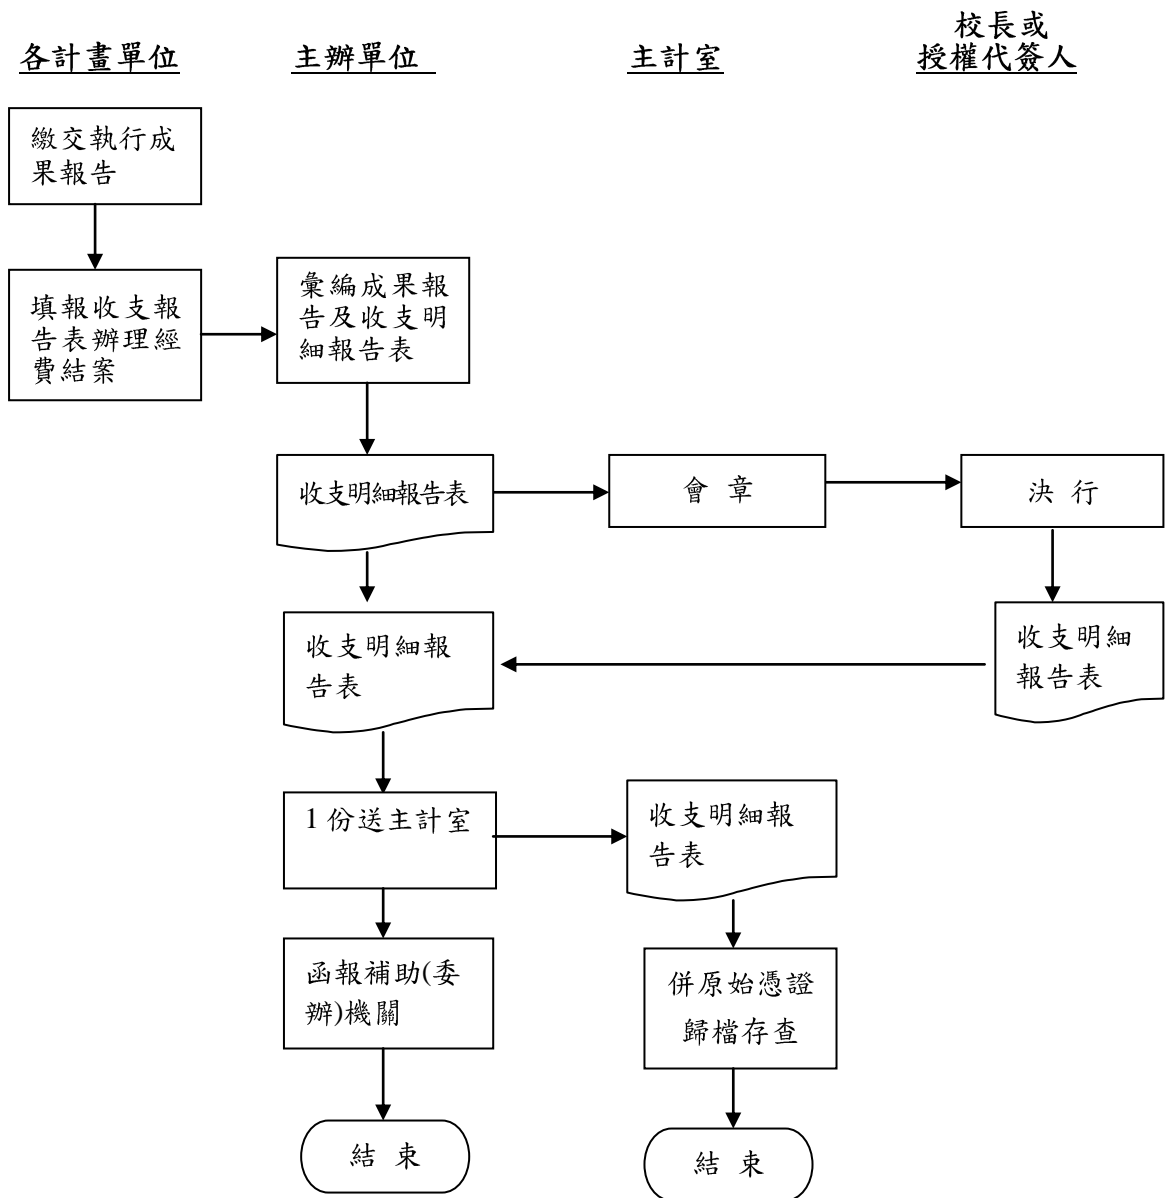 校長或
各計畫單位
主辦單位
主計室
授權代簽人
繳交執行成
果報告
填報收支報
告表辦理經
費結案
彙編成果報
告及收支明
細報告表
收支明細報告表
會 章
決 行
收支明細報
告表
收支明細
報告表
1 份送主計室
收支明細報
告表
函報補助(委
辦)機關
併原始憑證
歸檔存查
結 束
結 束